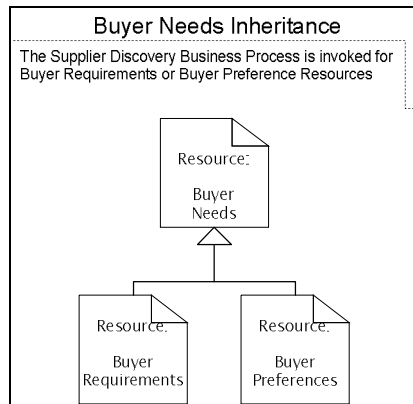 Buyer Needs Inheritance
The Supplier Discovery Business Process is invoked for
Buyer Requirements or Buyer Preference Resources
Resource:
Buyer
Needs
Resource:
Buyer
Requirements
Resource:
Buyer
Preferences